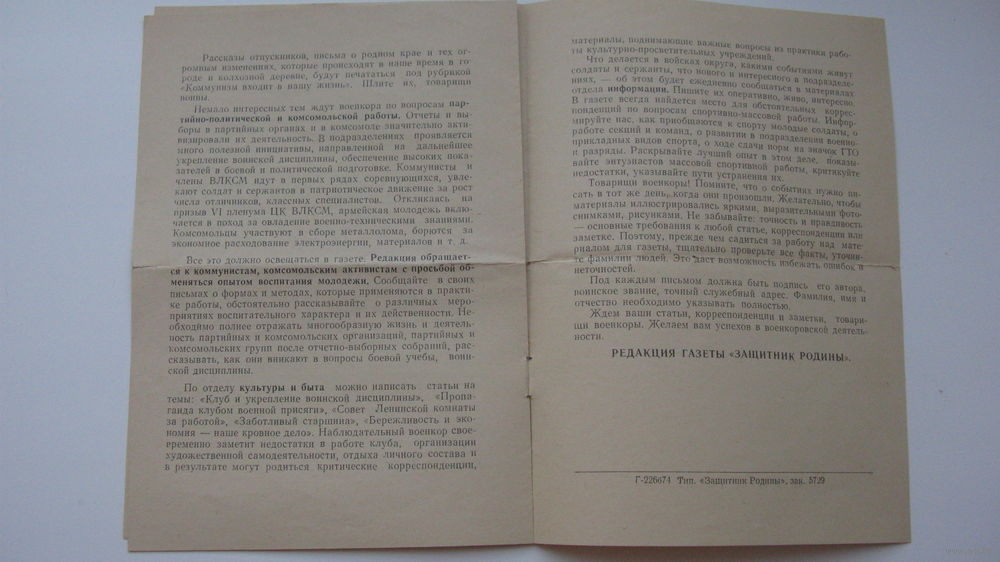 Рассказы отпускников, письма о родном крае и тех ог-
ромным изменениях, которые происходят в наше время в го-
роде и колхозной деревне, будут печататься под рубрикой
«Коммунизм входит в нашу жизнь». Шлите их, товарищи
воины.
Немало интересных тем ждут военкора по вопросам пар-
тийно-политической и комсомольской работы. Отчеты и вы-
боры в партийных органах и в комсомоле значительно акти-
визировали их деятельность. В подразделениях проявляется
много полезной инициативы, направленной на дальнейшее
укрепление воинской дисциплины, обеспечение высоких пока-
зателей в боевой и политической подготовке. Коммунисты и
члены ВЛКСМ идут в первых рядах соревнующихся, увле-
кают солдат и сержантов в патриотическое движение за рост
числа отличников, классных специалистов. Откликаясь на
призыв VI пленума ЦК ВЛКСМ, армейская молодежь вклю-
чается в поход за овладение военно-техническими знаниями.
Комсомольцы участвуют в сборе металлолома, борются за
экономное расходование электроэнергии, материалов и т. д.
Все это должно освещаться в газете. Редакция обращает-
ся к коммунистам, комсомольским активистам с просьбой об-
меняться опытом воспитания молодежи. Сообщайте в своих
письмах о формах и методах, которые применяются в практи-
ке работы, обстоятельно рассказывайте о различных меро-
приятиях воспитательного характера и их действенности. Не-
обходимо полнее отражать многообразную жизнь и деятель-
ность партийных и комсомольских организаций, партийных и
комсомольских групп после отчетно-выборных собраний, рас-
сказывать, как они вникают в вопросы боевой учебы, воин-
ской дисциплины.
По отделу культуры и быта можно написать статьи на
темы: «Клуб и укрепление воинской дисциплины», «Пропа-
ганда клубом военной присяги», «Совет Ленинской комнаты
за работой», «Заботливый старшина», «Бережливость и эко-
номия — наше кровное дело». Наблюдательный военкор свое-
временно заметит недостатки в работе клуба, организации
художественной самодеятельности, отдыха личного состава и
в результате могут родиться критические корреспонденции,
материалы, поднимающие важные вопросы из практики рабо-
ты культурно-просветительных учреждений.
Что делается в войсках округа, какими событиями живут
солдаты и сержанты, что нового и интересного в подразделе-
ниях, — об этом будет ежедневно сообщаться в материалах
отдела информации. Пишите их оперативно, живо, интересно.
В газете всегда найдется место для обстоятельных коррес-
понденций по вопросам спортивно-массовой работы. Инфор-
мируйте нас, как приобщаются к спорту молодые солдаты, о
работе секций и команд, о развитии в подразделении военно-
прикладных видов спорта, о ходе сдачи норм на значок ГТО
и разряды. Раскрывайте лучший опыт в этом деле, показы-
вайте энтузиастов массовой спортивной работы, критикуйте
недостатки, указывайте пути устранения их.
Товарищи военкоры! Помните, что о событиях нужно пи-
сать в тот же день, когда они произошли. Желательно, чтобы
материалы иллюстрировались яркими, выразительными фото-
снимками, рисунками. Не забывайте: точность и правдивость
— основные требования к любой статье, корреспонденции или
заметке. Поэтому, прежде чем садиться за работу над мате-
риалом для газеты, тщательно проверьте все факты, уточни-
те фамилии людей. Это даст возможность избежать ошибок и
неточностей.
Под каждым письмом должна быть подпись его автора,
воинское звание, точный служебный адрес. Фамилия, имя и
отчество необходимо указывать полностью.
Ждем ваши статьи, корреспонденции и заметки, товари-
щи военкоры. Желаем вам успехов в военкоровской деятель-
ности.
РЕДАКЦИЯ ГАЗЕТЫ «ЗАЩИТНИК РОДИНЫ».
Г-226674 Тип. «Защитник Родины», зак. 5729